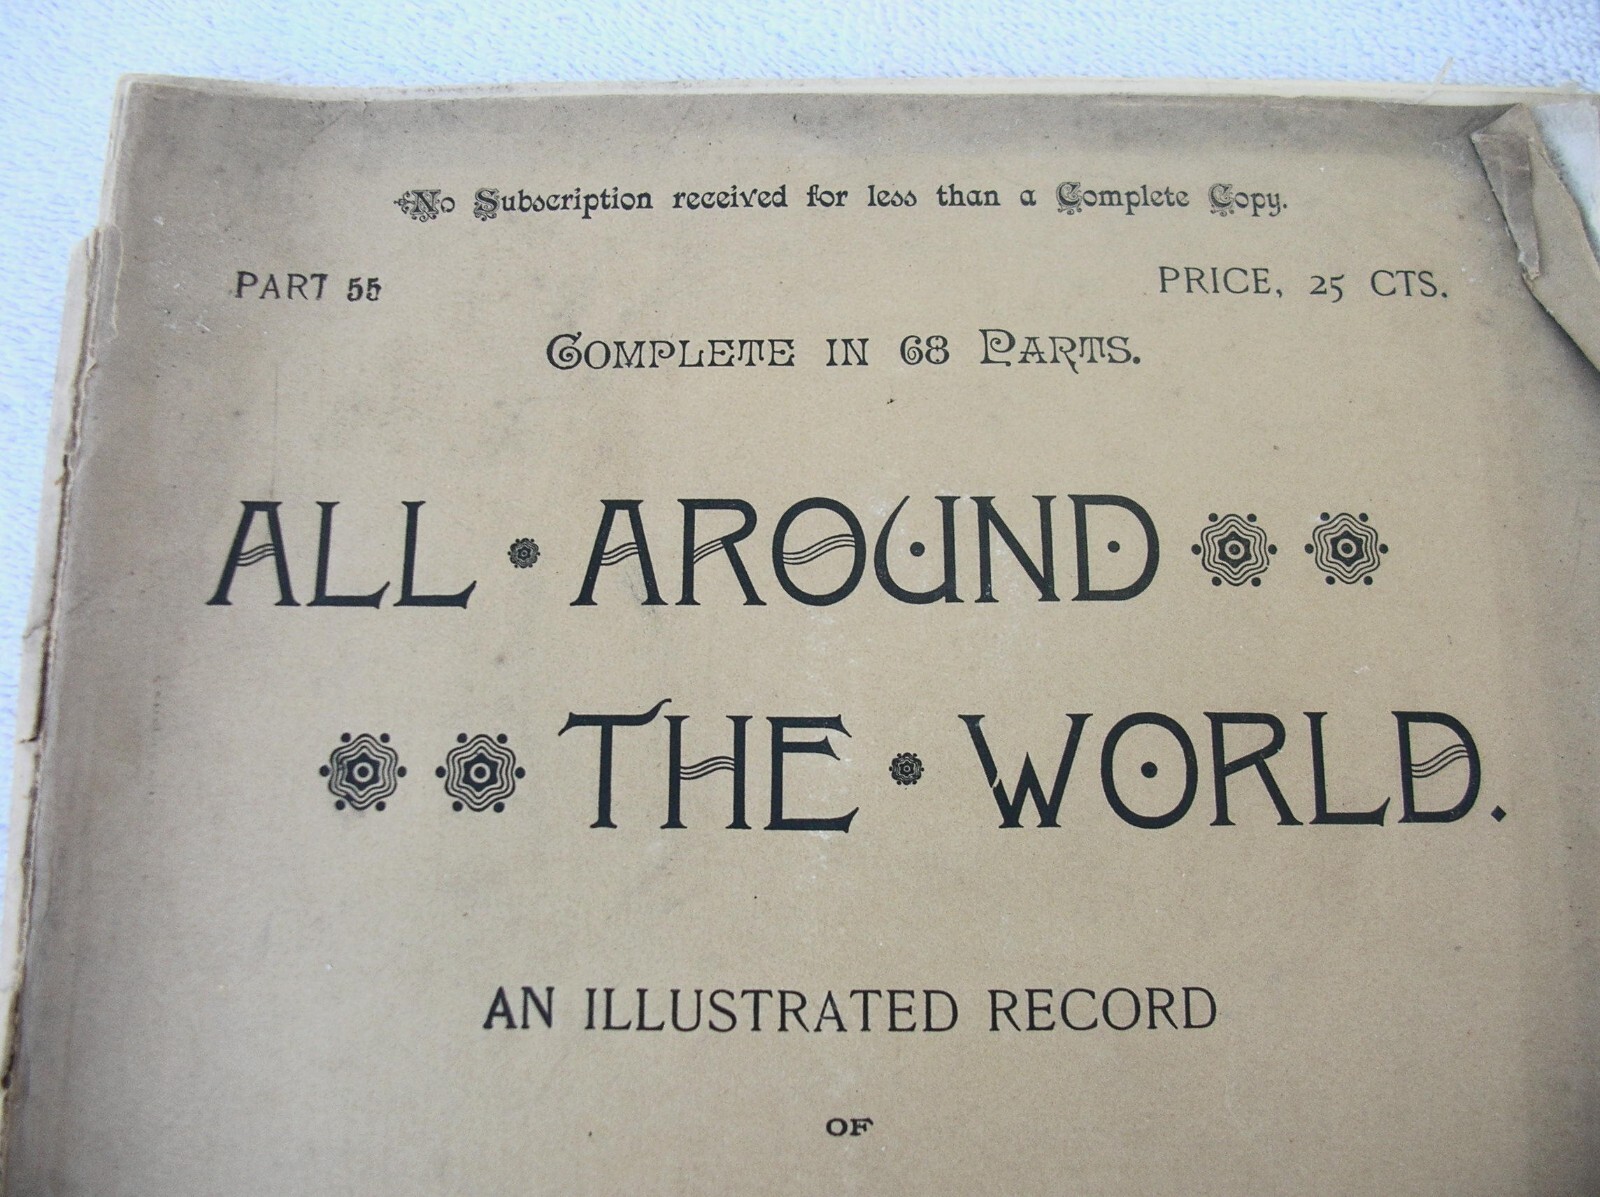 No Subscription received for less than a Complete Copy.
PART 55 PRICE, 25 CTS.
COMPLETE IN 68 PARTS.
ALL AROUND
THE WORLD.
AN ILLUSTRATED RECORD
OF